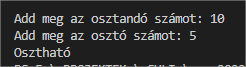 Add meg az osztandó számot: 10
Add meg az osztó számot: 5
Osztható